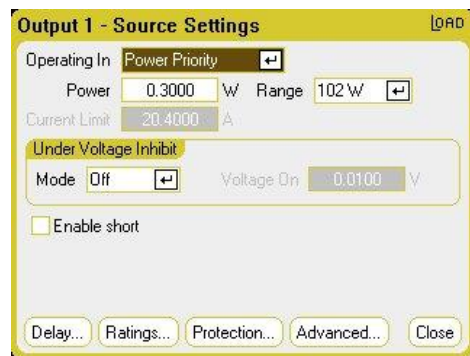 Output 1 - Source Settings LOAD
Operating In Power Priority
Power 0.3000 W Range 102 W
Current Limit 20.4000 A
Under Voltage Inhibit
Mode Off Voltage On 0.0100 V
Enable short
Delay... Ratings... Protection... Advanced... Close